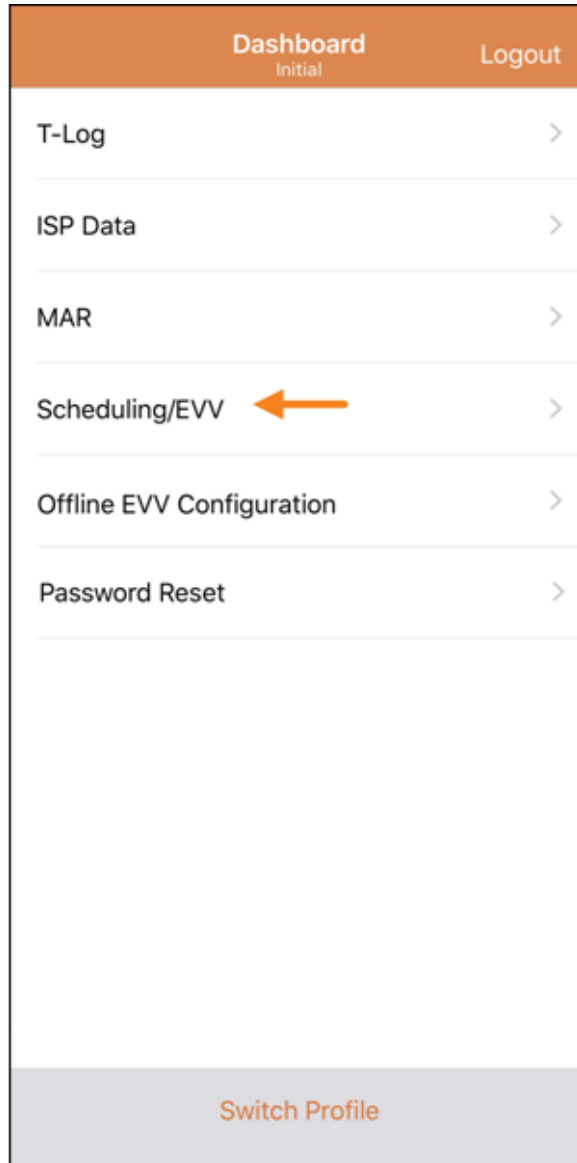 Dashboard
Initial
Logout
T-Log
ISP Data
MAR
Scheduling/EVV
Offline EVV Configuration
Password Reset
Switch Profile